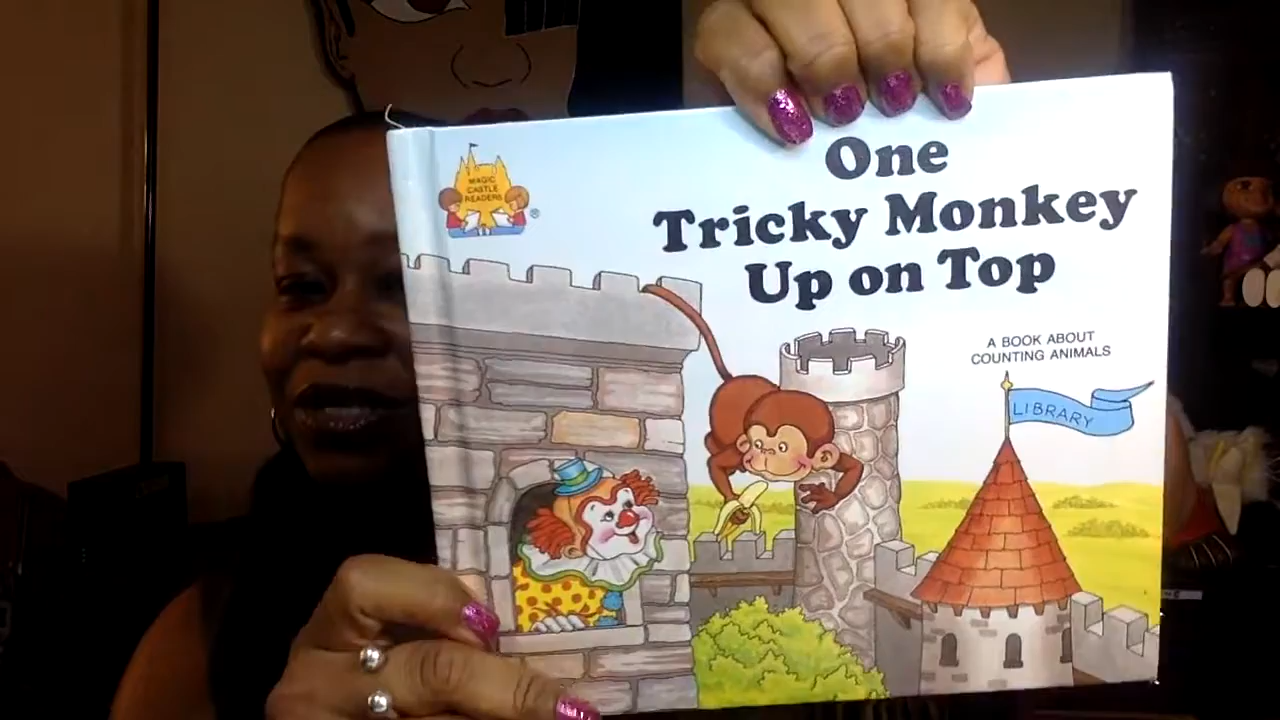 MAGIC
CASTLE
READERS
®
One
Tricky Monkey
Up on Top
A BOOK ABOUT
COUNTING ANIMALS
LIBRARY